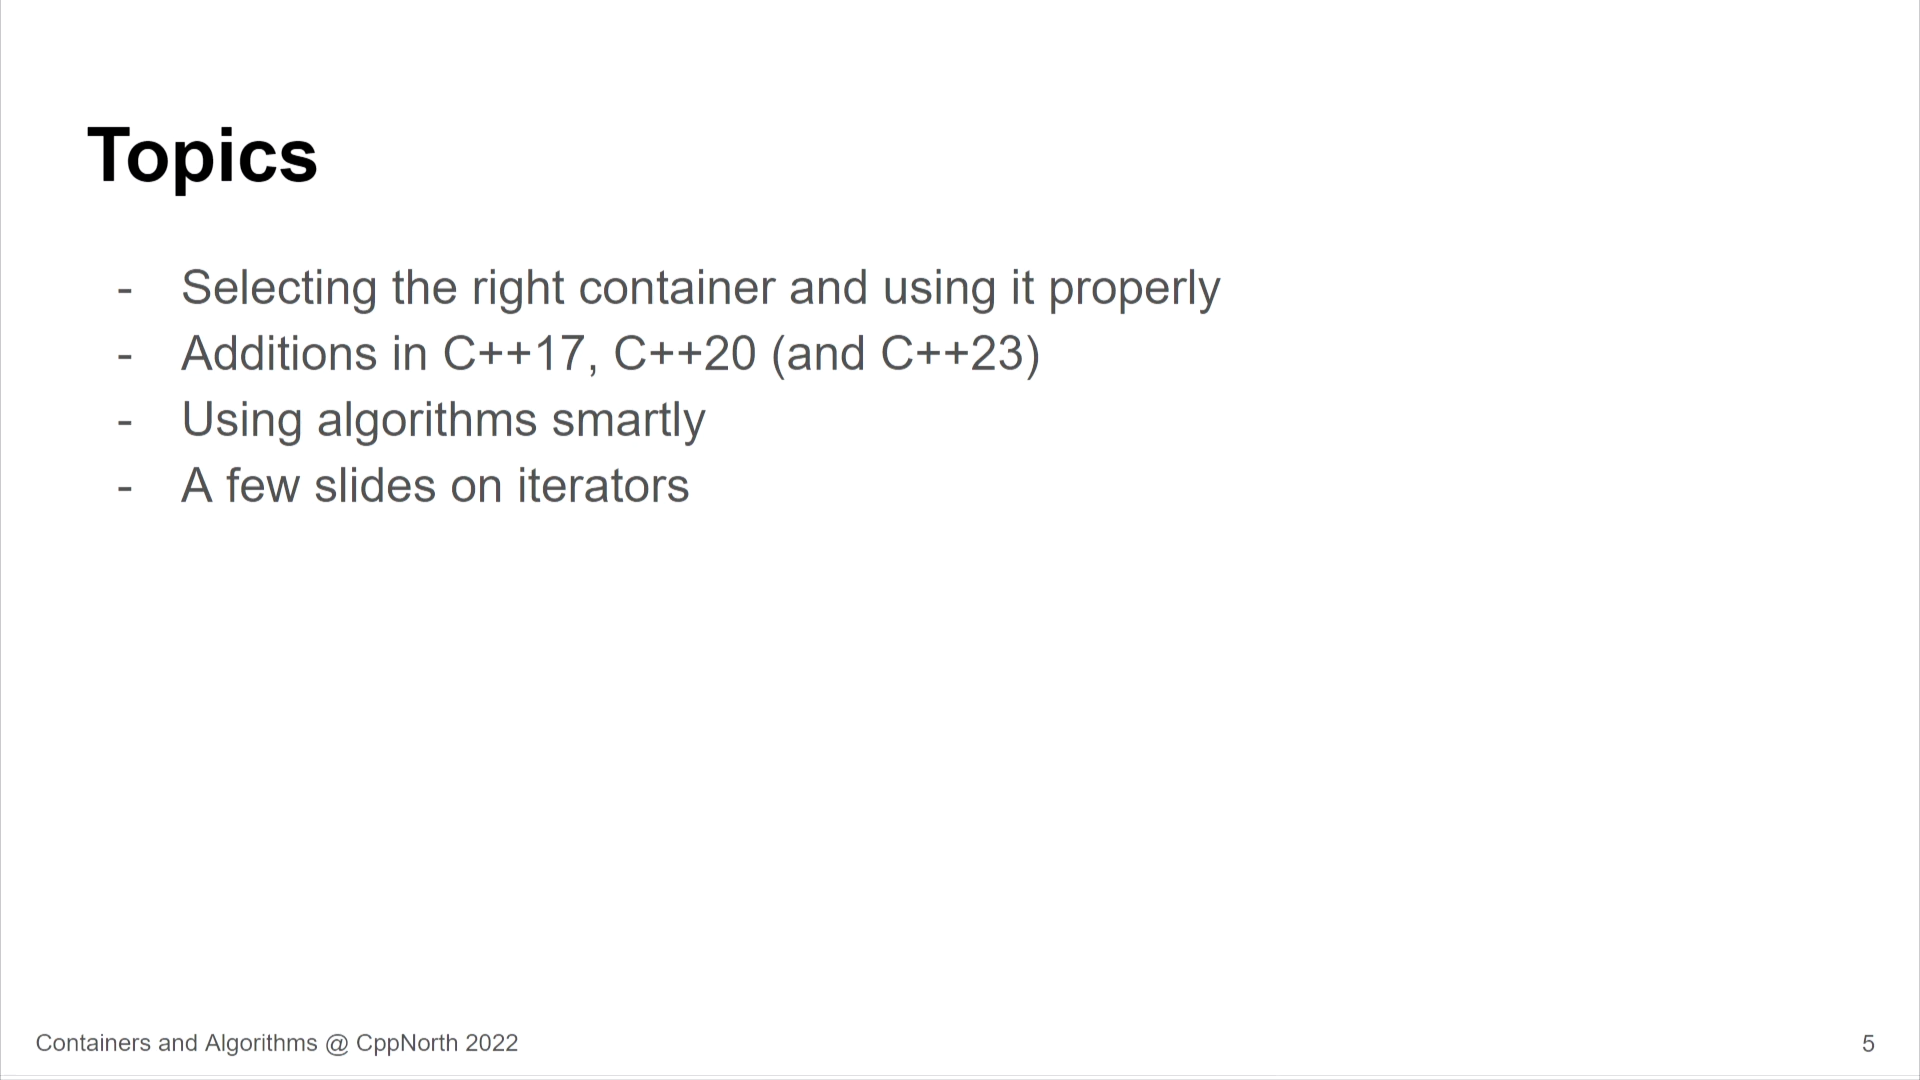 Topics
- Selecting the right container and using it properly
- Additions in C++17, C++20 (and C++23)
- Using algorithms smartly
- A few slides on iterators
Containers and Algorithms @ CppNorth 2022
5